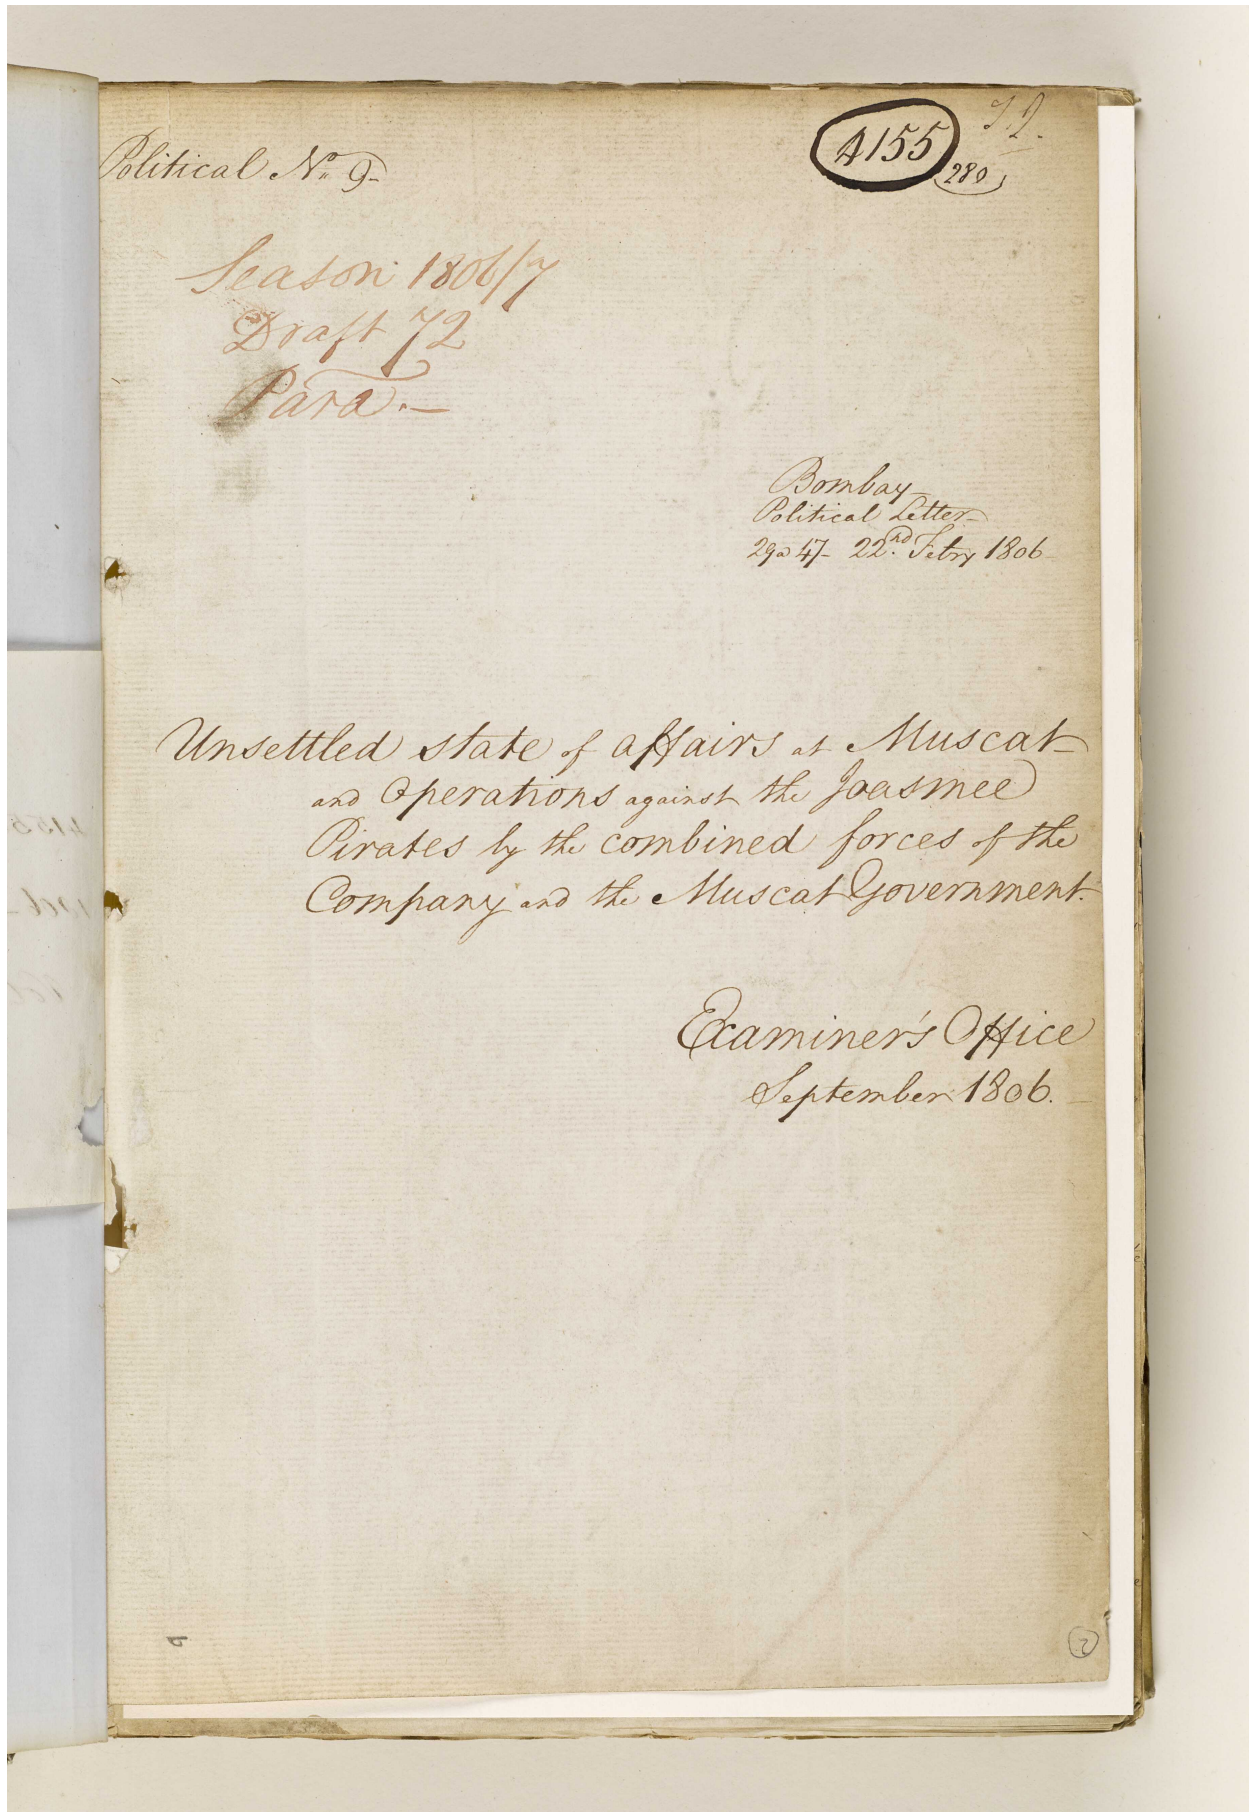 Political No. 9-
4155
280
Season 1806/7
Draft 72
Para.—
Bombay
Political Letter
29 a 47- 22nd. Febry 1806
Unsettled state of affairs at Muscat
and Operations against the Joasmee
Pirates by the combined forces of the
Company and the Muscat Government.
Examiner's Office
September 1806.
2